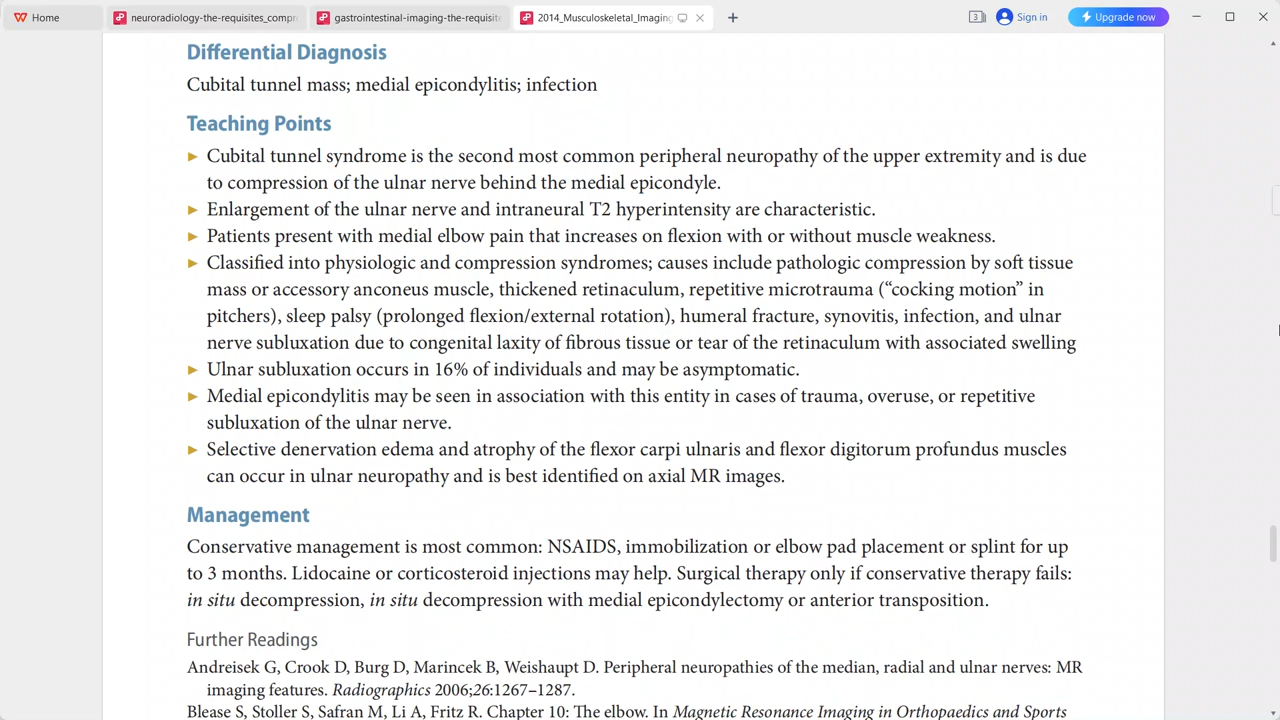 Home
neuroradiology-the-requisites_compre
gastrointestinal-imaging-the-requisite
2014_Musculoskeletal_Imaging
3
Sign in
Upgrade now
Differential Diagnosis
Cubital tunnel mass; medial epicondylitis; infection
Teaching Points
► Cubital tunnel syndrome is the second most common peripheral neuropathy of the upper extremity and is due
to compression of the ulnar nerve behind the medial epicondyle.
► Enlargement of the ulnar nerve and intraneural T2 hyperintensity are characteristic.
► Patients present with medial elbow pain that increases on flexion with or without muscle weakness.
► Classified into physiologic and compression syndromes; causes include pathologic compression by soft tissue
mass or accessory anconeus muscle, thickened retinaculum, repetitive microtrauma (“cocking motion” in
pitchers), sleep palsy (prolonged flexion/external rotation), humeral fracture, synovitis, infection, and ulnar
nerve subluxation due to congenital laxity of fibrous tissue or tear of the retinaculum with associated swelling
► Ulnar subluxation occurs in 16% of individuals and may be asymptomatic.
► Medial epicondylitis may be seen in association with this entity in cases of trauma, overuse, or repetitive
subluxation of the ulnar nerve.
► Selective denervation edema and atrophy of the flexor carpi ulnaris and flexor digitorum profundus muscles
can occur in ulnar neuropathy and is best identified on axial MR images.
Management
Conservative management is most common: NSAIDS, immobilization or elbow pad placement or splint for up
to 3 months. Lidocaine or corticosteroid injections may help. Surgical therapy only if conservative therapy fails:
in situ decompression, in situ decompression with medial epicondylectomy or anterior transposition.
Further Readings
Andreisek G, Crook D, Burg D, Marincek B, Weishaupt D. Peripheral neuropathies of the median, radial and ulnar nerves: MR
imaging features. Radiographics 2006;26:1267–1287.
Blease S, Stoller S, Safran M, Li A, Fritz R. Chapter 10: The elbow. In Magnetic Resonance Imaging in Orthopaedics and Sports